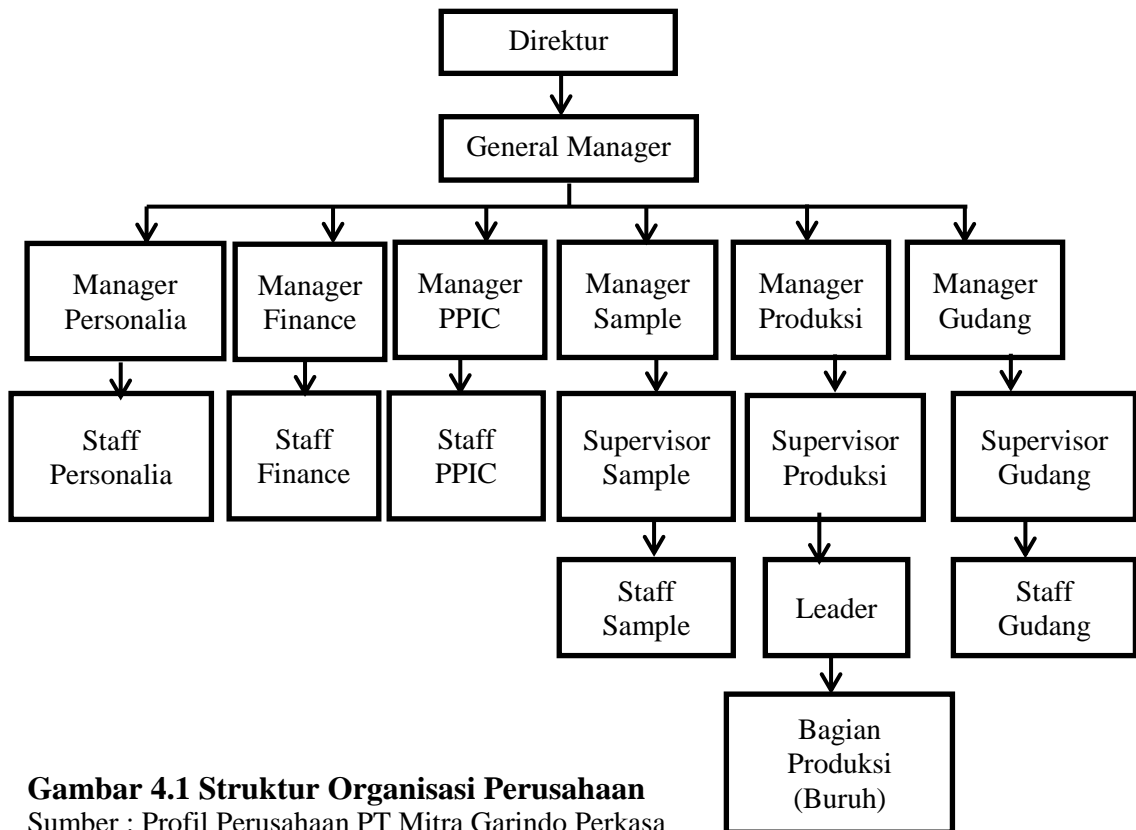 Direktur
General Manager
Manager
Personalia
Manager
Finance
Manager
PPIC
Manager
Sample
Manager
Produksi
Manager
Gudang
Staff
Personalia
Staff
Finance
Staff
PPIC
Supervisor
Sample
Supervisor
Produksi
Supervisor
Gudang
Staff
Sample
Leader
Staff
Gudang
Bagian
Produksi
(Buruh)
Gambar 4.1 Struktur Organisasi Perusahaan
Sumber : Profil Perusahaan PT Mitra Garindo Perkasa